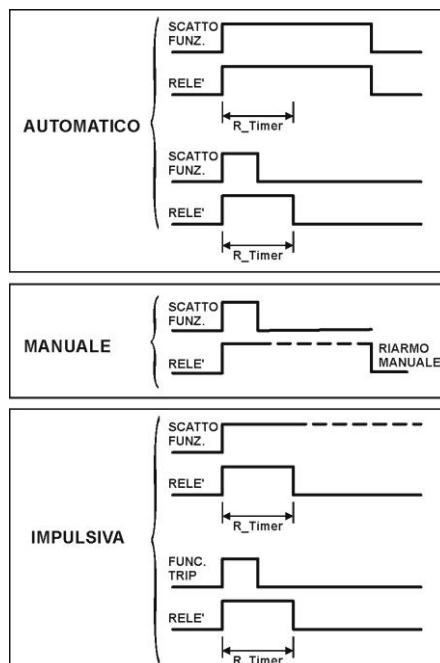 SCATTO
FUNZ.
RELE'
R_Timer
AUTOMATICO
SCATTO
FUNZ.
RELE'
R_Timer
SCATTO
FUNZ.
MANUALE
RELE'
RIARMO
MANUALE
SCATTO
FUNZ.
RELE'
R_Timer
IMPULSIVA
FUNC.
TRIP
RELE'
R_Timer